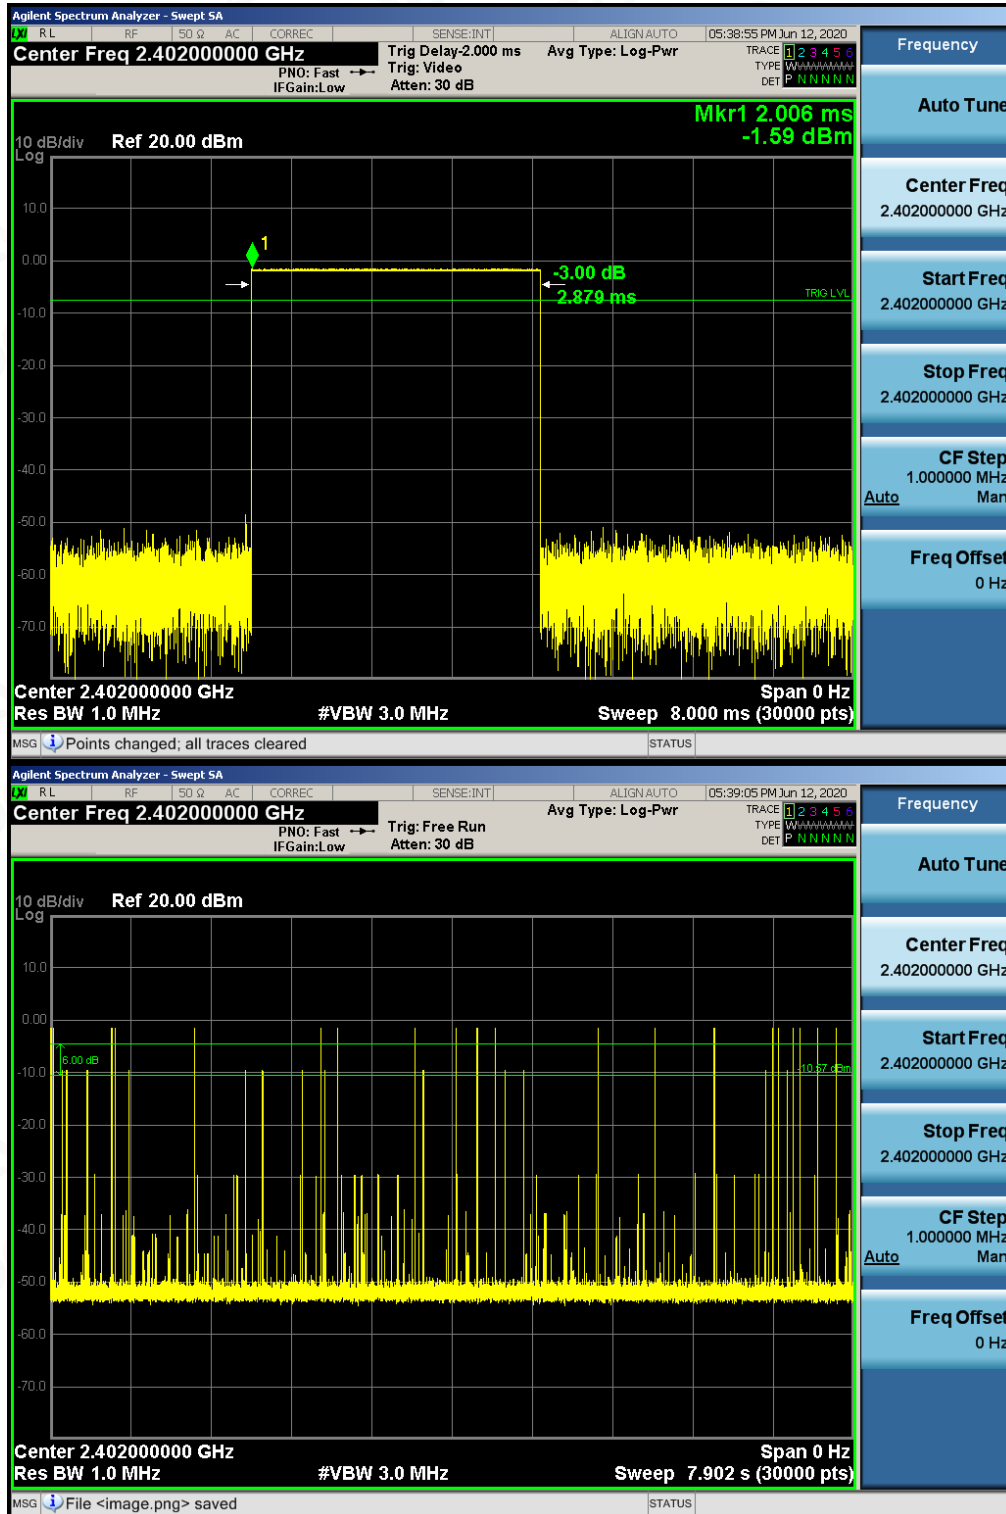 Agilent Spectrum Analyzer - Swept SA
LXI RL RF 50 Ω AC CORREC SENSE:INT ALIGN AUTO 05:38:55 PM Jun 12, 2020
Center Freq 2.402000000 GHz
PNO: Fast
IFGain:Low
Trig Delay-2.000 ms
Trig: Video
Atten: 30 dB
Avg Type: Log-Pwr
TRACE 1 2 3 4 5 6
TYPE WWWWWW
DET P N N N N N
Mkr1 2.006 ms
-1.59 dBm
10 dB/div
Log
Ref 20.00 dBm
10.0
1
0.00
-3.00 dB
2.879 ms
TRIG LVL
-10.0
-20.0
-30.0
-40.0
-50.0
-60.0
-70.0
Center 2.402000000 GHz
Span 0 Hz
Res BW 1.0 MHz
#VBW 3.0 MHz
Sweep 8.000 ms (30000 pts)
MSG Points changed; all traces cleared
STATUS
Frequency
Auto Tune
Center Freq
2.402000000 GHz
Start Freq
2.402000000 GHz
Stop Freq
2.402000000 GHz
CF Step
1.000000 MHz
Auto Man
Freq Offset
0 Hz
Agilent Spectrum Analyzer - Swept SA
LXI RL RF 50 Ω AC CORREC SENSE:INT ALIGN AUTO 05:39:05 PM Jun 12, 2020
Center Freq 2.402000000 GHz
PNO: Fast
IFGain:Low
Trig: Free Run
Atten: 30 dB
Avg Type: Log-Pwr
TRACE 1 2 3 4 5 6
TYPE WWWWWW
DET P N N N N N
10 dB/div
Log
Ref 20.00 dBm
10.0
0.00
6.00 dB
-10.57 dBm
-10.0
-20.0
-30.0
-40.0
-50.0
-60.0
-70.0
Center 2.402000000 GHz
Span 0 Hz
Res BW 1.0 MHz
#VBW 3.0 MHz
Sweep 7.902 s (30000 pts)
MSG File <image.png> saved
STATUS
Frequency
Auto Tune
Center Freq
2.402000000 GHz
Start Freq
2.402000000 GHz
Stop Freq
2.402000000 GHz
CF Step
1.000000 MHz
Auto Man
Freq Offset
0 Hz